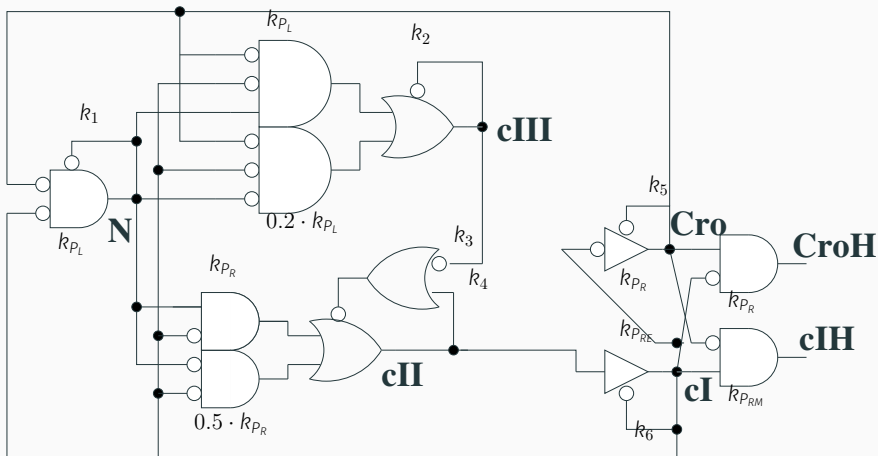 k_{P_L}
k_2
k_1
cIII
k_5
0.2 · k_{P_L}
Cro
N
k_{P_L}
k_3
CroH
k_{P_R}
k_4
k_{P_R}
k_{P_R}
k_{P_{RE}}
cIH
cII
cI
k_{P_{RM}}
0.5 · k_{P_R}
k_6